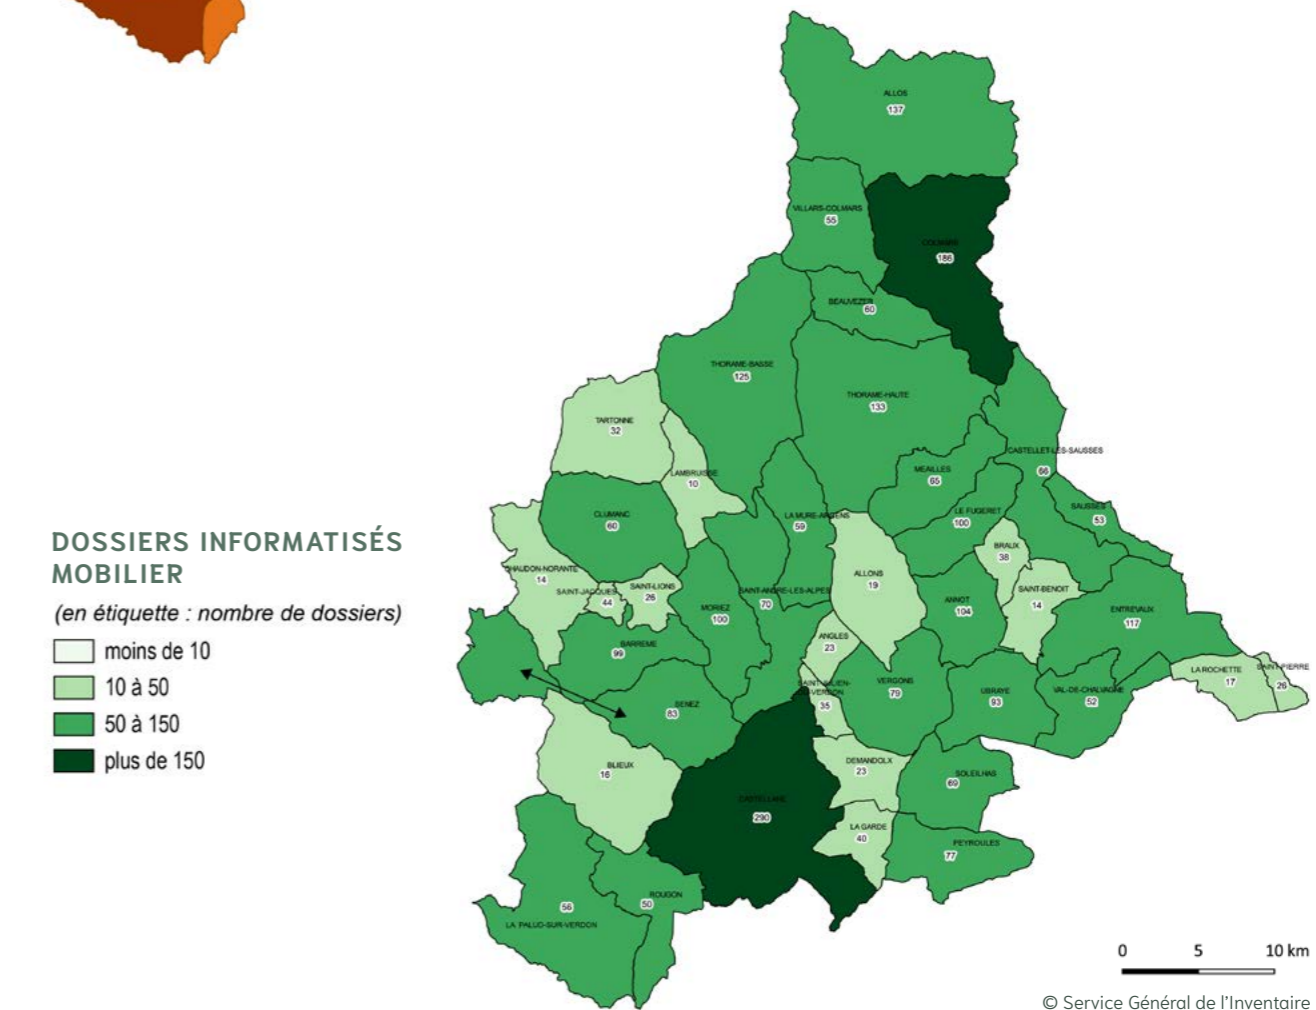 ALLOS
137
VILLARS-COLMARS
55
COLMARS
186
BEAUVEZER
60
THORAME-BASSE
125
THORAME-HAUTE
133
TARTONNE
32
LAMBRUISSE
10
MEAILLES
65
CASTELLET-LES-SAUSSES
66
SAUSSES
53
CLUMANC
60
LA MURE-ARGENS
59
LE FUGERET
100
BRAUX
38
CHAUDON-NORANTE
14
SAINT-JACQUES
44
SAINT-LIONS
26
ALLONS
19
SAINT-BENOIT
14
SAINT-ANDRE-LES-ALPES
70
MORIEZ
100
ANNOT
104
ENTREVAUX
117
BARREME
99
ANGLES
23
SAINT-JULIEN-
DU-VERDON
35
VERGONS
79
UBRAYE
93
VAL-DE-CHALVAGNE
52
LA ROCHETTE
17
SAINT-PIERRE
26
SENEZ
83
BLIEUX
16
DEMANDOLX
23
SOLEILHAS
69
CASTELLANE
290
LA GARDE
40
PEYROULES
77
ROUGON
50
56
LA PALUD-SUR-VERDON
DOSSIERS INFORMATISÉS
MOBILIER
(en étiquette : nombre de dossiers)
moins de 10
10 à 50
50 à 150
plus de 150
0 5 10 km
© Service Général de l'Inventaire